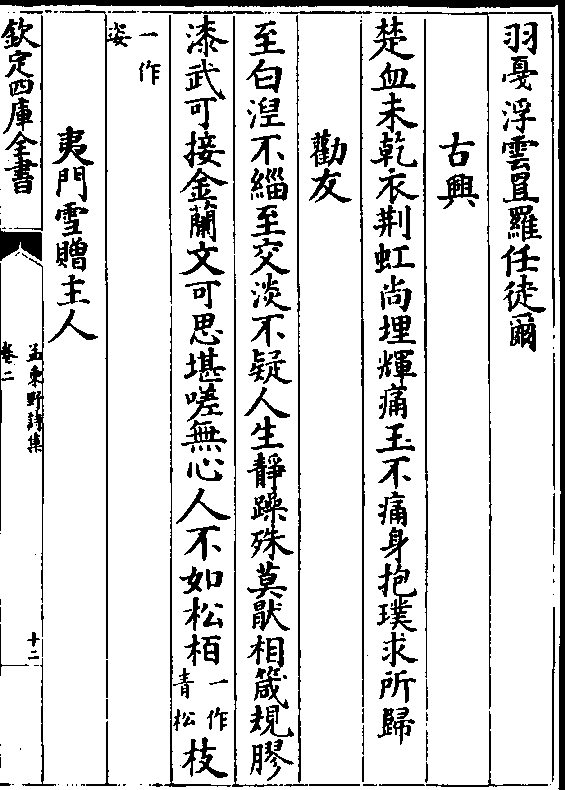 羽戞浮雲罝羅任徒爾
古興
楚血未乾衣荆虹尚埋輝痛玉不痛身抱璞求所歸
勸友
至白湼不緇至交淡不疑人生靜躁殊莫厭相箴規膠
漆武可接金蘭文可思堪嗟無心人不如松栢一作青松枝
一作姿
夷門雪贈主人
欽定四庫全書
孟東野詩集
卷二
十二